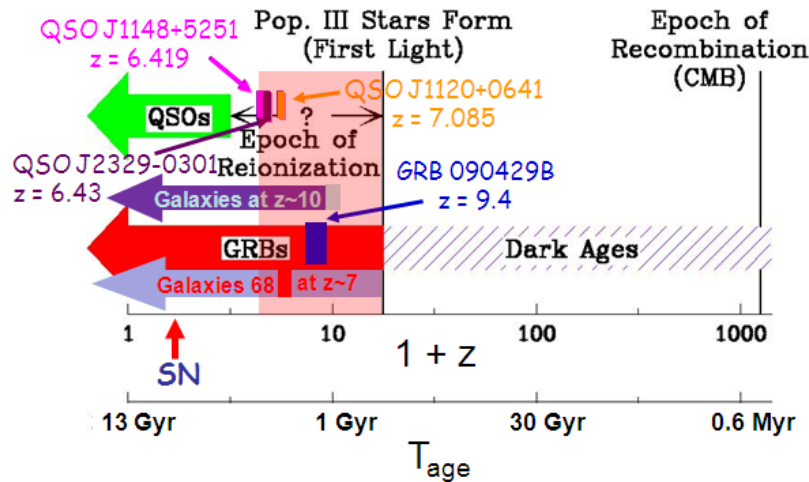 QSO J1148+5251
z = 6.419
Pop. III Stars Form
(First Light)
Epoch of
Recombination
(CMB)
QSO J1120+0641
z = 7.085
QSOs
?
Epoch of
Reionization
QSO J2329-0301
z = 6.43
GRB 090429B
z = 9.4
Galaxies at z~10
GRBs
Dark Ages
Galaxies 68 at z~7
1 10 100 1000
1 + z
SN
13 Gyr 1 Gyr 30 Gyr 0.6 Myr
Tage